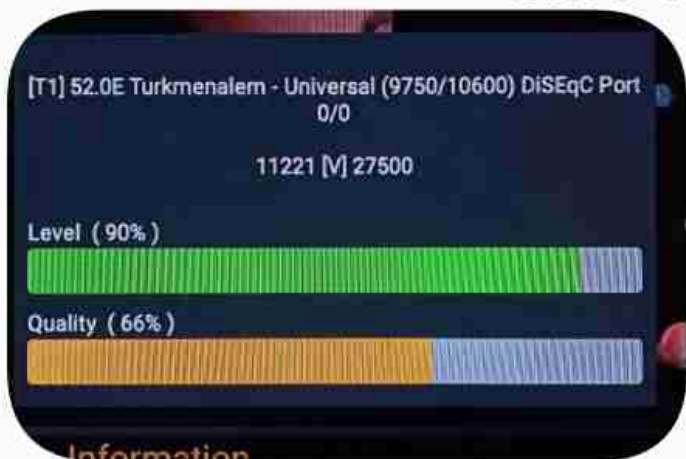 [T1] 52.0E Turkmenalem - Universal (9750/10600) DiSEqC Port
0/0
11221 [V] 27500
Level ( 90% )
Quality ( 66% )
Information